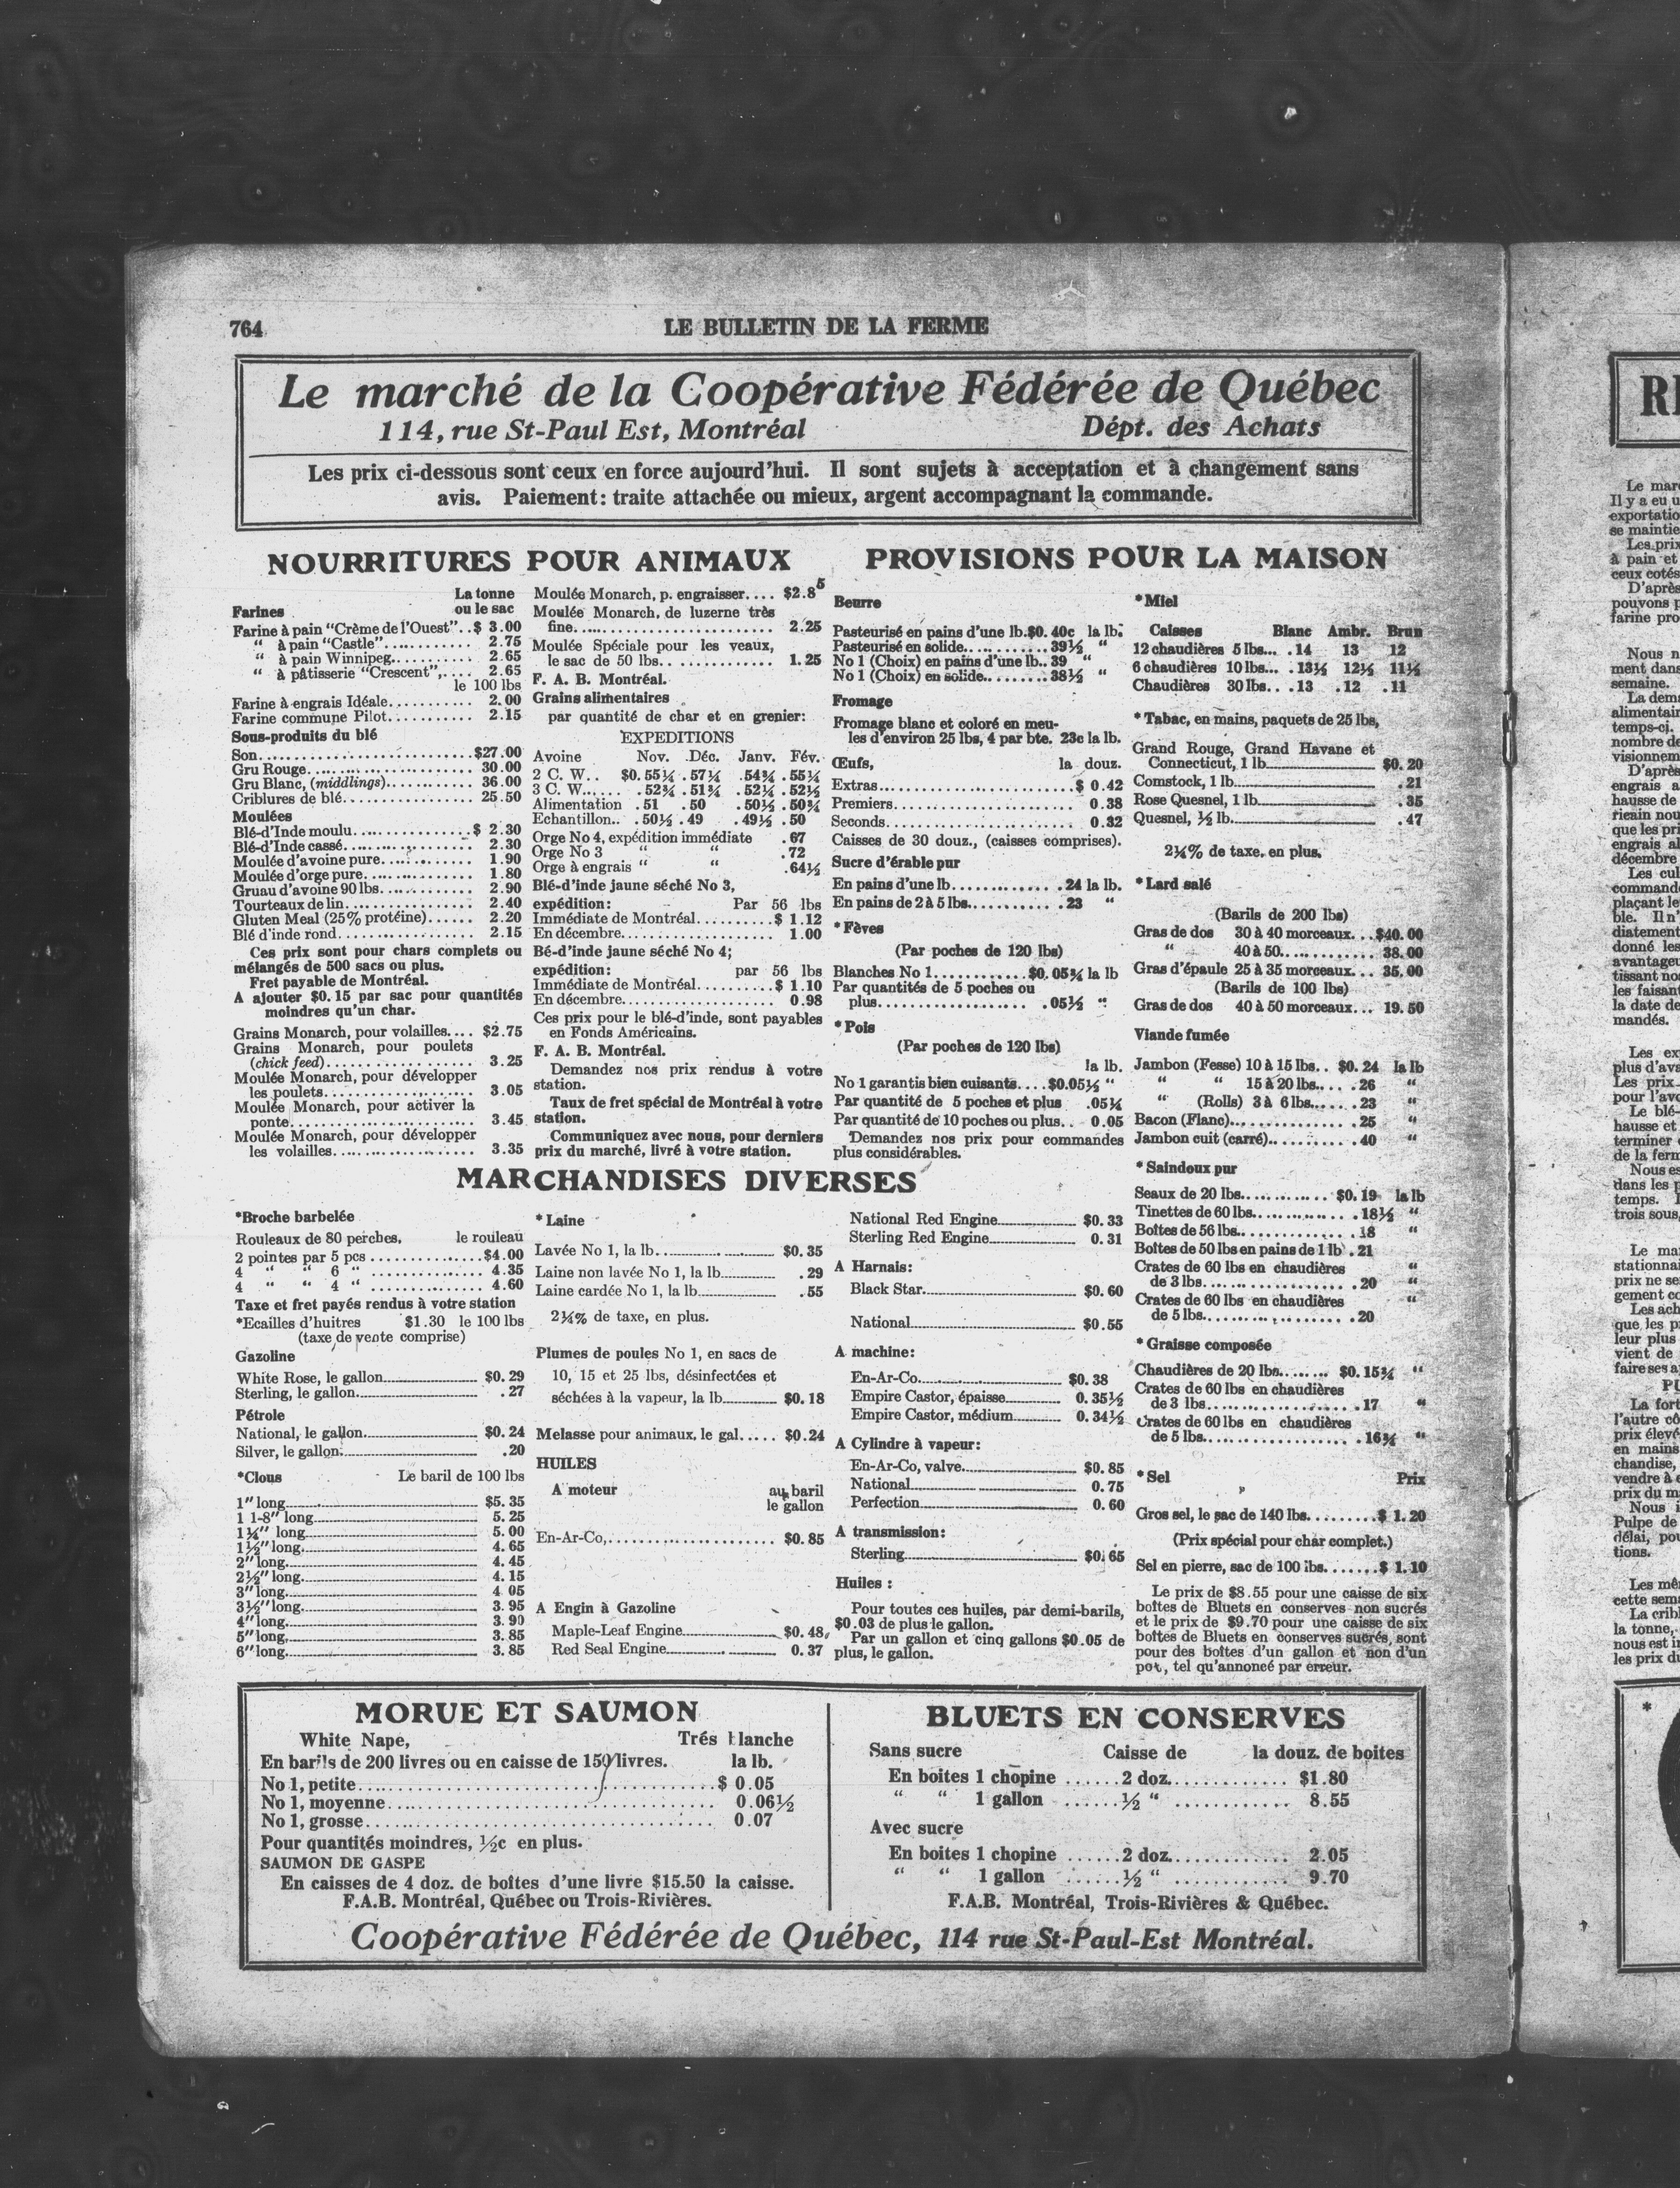 764
LE BULLETIN DE LA FERME
Le marché de la Coopérative Fédérée de Québec
114, rue St-Paul Est, Montréal Dépt. des Achats
Les prix ci-dessous sont ceux en force aujourd'hui. Il sont sujets à acceptation et à changement sans
avis. Paiement: traite attachée ou mieux, argent accompagnant la commande.
NOURRITURES POUR ANIMAUX
La tonne
Farines ou le sac
Farine à pain "Crème de l'Ouest"..$ 3.00
" à pain "Castle"............ 2.75
" à pain Winnipeg........... 2.65
" à pâtisserie "Crescent",.... 2.65
le 100 lbs
Farine à engrais Idéale............ 2.00
Farine commune Pilot............ 2.15
Sous-produits du blé
Son..............................$27.00
Gru Rouge........................ 30.00
Gru Blanc, (middlings)............ 36.00
Criblures de blé.................. 25.50
Moulées
Blé-d'Inde moulu.................$ 2.30
Blé-d'Inde cassé.................. 2.30
Moulée d'avoine pure.............. 1.90
Moulée d'orge pure................ 1.80
Gruau d'avoine 90 lbs............. 2.90
Tourteaux de lin.................. 2.40
Gluten Meal (25% protéine)...... 2.20
Blé d'inde rond................... 2.15
Ces prix sont pour chars complets ou
mélangés de 500 sacs ou plus.
Fret payable de Montréal.
A ajouter $0.15 par sac pour quantités
moindres qu'un char.
Grains Monarch, pour volailles.... $2.75
Grains Monarch, pour poulets
(chick feed)................... 3.25
Moulée Monarch, pour développer
les poulets.................... 3.05
Moulée Monarch, pour activer la
ponte......................... 3.45
Moulée Monarch, pour développer
les volailles................... 3.35
Moulée Monarch, p. engraisser.... $2.85
Moulée Monarch, de luzerne très
fine........................... 2.25
Moulée Spéciale pour les veaux,
le sac de 50 lbs............... 1.25
F. A. B. Montréal.
Grains alimentaires
par quantité de char et en grenier:
EXPEDITIONS
Avoine Nov. Déc. Janv. Fév.
2 C. W.. $0.55¼ .57¼ .54¾ .55¼
3 C. W..... .52¾ .51¾ .52¼ .52½
Alimentation .51 .50 .50½ .50¾
Echantillon.. .50½ .49 .49½ .50
Orge No 4, expédition immédiate .67
Orge No 3 " " .72
Orge à engrais " " .64½
Blé-d'inde jaune séché No 3,
expédition: Par 56 lbs
Immédiate de Montréal..........$ 1.12
En décembre.................... 1.00
Bé-d'inde jaune séché No 4;
expédition: par 56 lbs
Immédiate de Montréal..........$ 1.10
En décembre.................... 0.98
Ces prix pour le blé-d'inde, sont payables
en Fonds Américains.
F. A. B. Montréal.
Demandez nos prix rendus à votre
station.
Taux de fret spécial de Montréal à votre
station.
Communiquez avec nous, pour derniers
prix du marché, livré à votre station.
PROVISIONS POUR LA MAISON
Beurre
Pasteurisé en pains d'une lb.$0.40c la lb.
Pasteurisé en solide............39½ "
No 1 (Choix) en pains d'une lb..39 "
No 1 (Choix) en solide.........38½ "
Fromage
Fromage blanc et coloré en meu-
les d'environ 25 lbs, 4 par bte. 23c la lb.
Œufs, la douz.
Extras..........................$ 0.42
Premiers........................ 0.38
Seconds......................... 0.32
Caisses de 30 douz., (caisses comprises).
Sucre d'érable pur
En pains d'une lb............. .24 la lb.
En pains de 2 à 5 lbs........... .23 "
*Fèves
(Par poches de 120 lbs)
Blanches No 1............$0.05¾ la lb
Par quantités de 5 poches ou
plus...................... .05½ "
*Pois
(Par poches de 120 lbs)
la lb.
No 1 garantis bien cuisants....$0.05½ "
Par quantité de 5 poches et plus .05¼
Par quantité de 10 poches ou plus.. 0.05
Demandez nos prix pour commandes
plus considérables.
*Miel
Caisses Blanc Ambr. Brun
12 chaudières 5 lbs... .14 13 12
6 chaudières 10 lbs... .13½ 12½ 11½
Chaudières 30 lbs.. .13 .12 .11
*Tabac, en mains, paquets de 25 lbs,
Grand Rouge, Grand Havane et
Connecticut, 1 lb............ $0.20
Comstock, 1 lb................ .21
Rose Quesnel, 1 lb............. .35
Quesnel, ½ lb................. .47
2¼% de taxe, en plus.
*Lard salé
(Barils de 200 lbs)
Gras de dos 30 à 40 morceaux...$40.00
" 40 à 50.............. 38.00
Gras d'épaule 25 à 35 morceaux... 35.00
(Barils de 100 lbs)
Gras de dos 40 à 50 morceaux... 19.50
Viande fumée
Jambon (Fesse) 10 à 15 lbs.. $0.24 la lb
" " 15 à 20 lbs..... .26 "
" (Rolls) 3 à 6 lbs...... .23 "
Bacon (Flanc)................ .25 "
Jambon cuit (carré)........... .40 "
*Saindoux pur
Seaux de 20 lbs............. $0.19 la lb
Tinettes de 60 lbs.............. .18½ "
Boîtes de 56 lbs............... .18 "
Boîtes de 50 lbs en pains de 1 lb .21
Crates de 60 lbs en chaudières "
de 3 lbs.................... .20 "
Crates de 60 lbs en chaudières "
de 5 lbs.................... .20
*Graisse composée
Chaudières de 20 lbs........ $0.15¾ "
Crates de 60 lbs en chaudières
de 3 lbs.................... .17 "
Crates de 60 lbs en chaudières
de 5 lbs.................... .16¾ "
*Sel Prix
Gros sel, le sac de 140 lbs.........$ 1.20
(Prix spécial pour char complet.)
Sel en pierre, sac de 100 lbs.......$ 1.10
Le prix de $8.55 pour une caisse de six
boîtes de Bluets en conserves non sucrés
et le prix de $9.70 pour une caisse de six
boîtes de Bluets en conserves sucrés, sont
pour des boîtes d'un gallon et non d'un
pot, tel qu'annoncé par erreur.
MARCHANDISES DIVERSES
*Broche barbelée
Rouleaux de 80 perches, le rouleau
2 pointes par 5 pcs ...............$4.00
4 " " 6 " ............... 4.35
4 " " 4 " ............... 4.60
Taxe et fret payés rendus à votre station
*Ecailles d'huitres $1.30 le 100 lbs
(taxe de vente comprise)
Gazoline
White Rose, le gallon............ $0.29
Sterling, le gallon................ .27
Pétrole
National, le gallon............... $0.24
Silver, le gallon................. .20
*Clous Le baril de 100 lbs
1" long........................ $5.35
1 1-8" long..................... 5.25
1¼" long....................... 5.00
1½" long....................... 4.65
2" long......................... 4.45
2½" long....................... 4.15
3" long......................... 4 05
3½" long....................... 3.95
4" long......................... 3.90
5" long......................... 3.85
6" long......................... 3.85
*Laine
Lavée No 1, la lb............... $0.35
Laine non lavée No 1, la lb........ .29
Laine cardée No 1, la lb.......... .55
2¼% de taxe, en plus.
Plumes de poules No 1, en sacs de
10, 15 et 25 lbs, désinfectées et
séchées à la vapeur, la lb......... $0.18
Melasse pour animaux, le gal..... $0.24
HUILES
A moteur au baril
le gallon
En-Ar-Co,...................... $0.85
A Engin à Gazoline
Maple-Leaf Engine............. $0.48
Red Seal Engine................ 0.37
National Red Engine............ $0.33
Sterling Red Engine............. 0.31
A Harnais:
Black Star..................... $0.60
National....................... $0.55
A machine:
En-Ar-Co..................... $0.38
Empire Castor, épaisse.......... 0.35½
Empire Castor, médium......... 0.34½
A Cylindre à vapeur:
En-Ar-Co, valve................ $0.85
National....................... 0.75
Perfection...................... 0.60
A transmission:
Sterling........................ $0.65
Huiles :
Pour toutes ces huiles, par demi-barils,
$0.03 de plus le gallon.
Par un gallon et cinq gallons $0.05 de
plus, le gallon.
MORUE ET SAUMON
White Nape, Trés blanche
En barils de 200 livres ou en caisse de 150 livres. la lb.
No 1, petite................................$ 0.05
No 1, moyenne............................. 0.06½
No 1, grosse................................ 0.07
Pour quantités moindres, ½c en plus.
SAUMON DE GASPE
En caisses de 4 doz. de boîtes d'une livre $15.50 la caisse.
F.A.B. Montréal, Québec ou Trois-Rivières.
BLUETS EN CONSERVES
Sans sucre Caisse de la douz. de boites
En boites 1 chopine ......2 doz............. $1.80
" " 1 gallon ......½ " ............ 8.55
Avec sucre
En boites 1 chopine ......2 doz............. 2.05
" " 1 gallon ......½ " ............ 9.70
F.A.B. Montréal, Trois-Rivières & Québec.
Coopérative Fédérée de Québec, 114 rue St-Paul-Est Montréal.